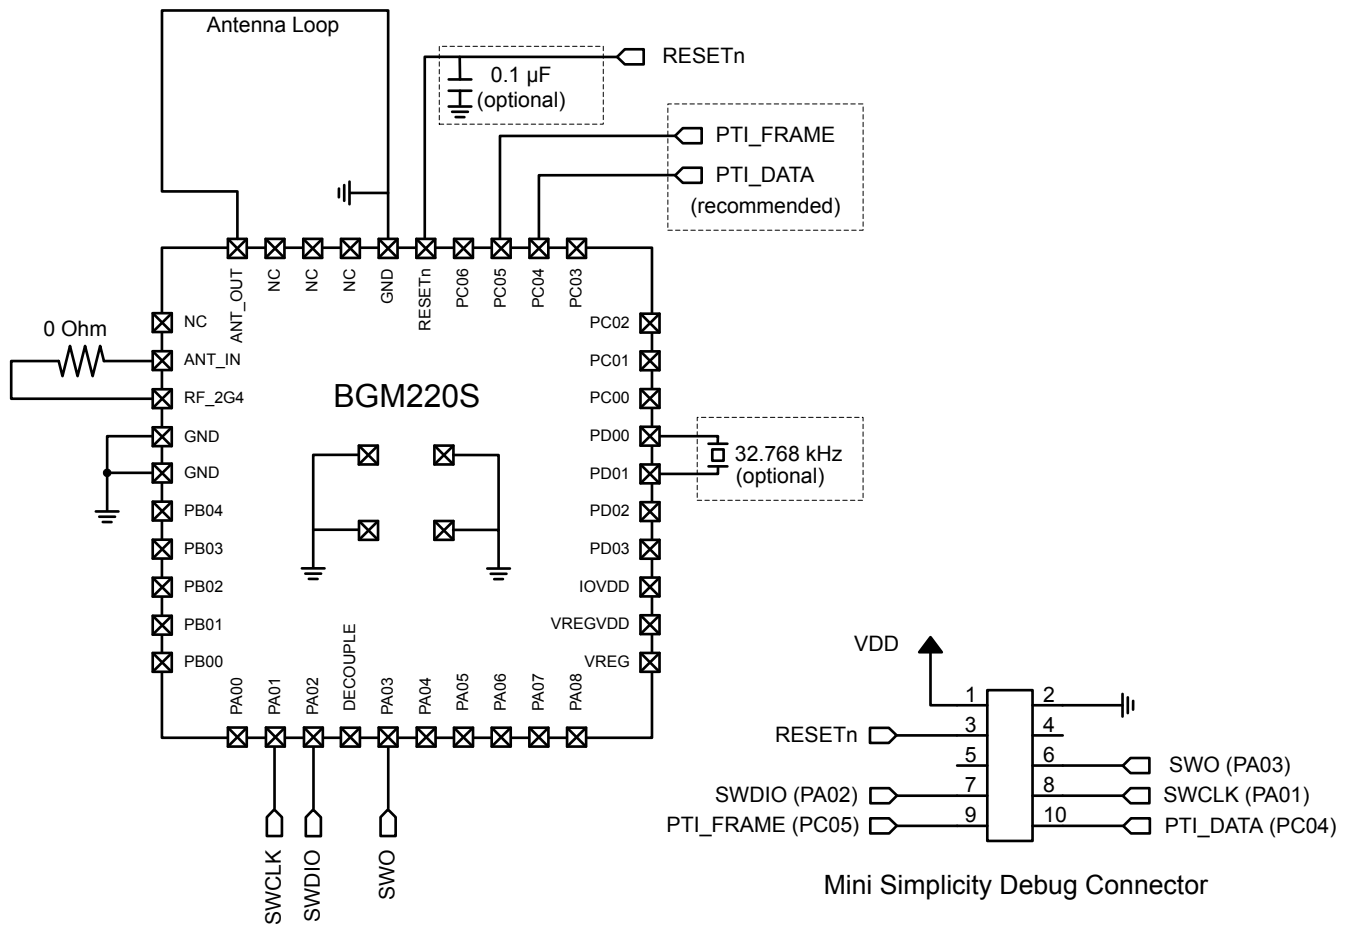 Antenna Loop
RESETn
0.1 µF
(optional)
PTI_FRAME
PTI_DATA
(recommended)
ANT_OUT
NC
NC
NC
GND
RESETn
PC06
PC05
PC04
PC03
0 Ohm
NC
ANT_IN
RF_2G4
GND
GND
PB04
PB03
PB02
PB01
PB00
BGM220S
PC02
PC01
PC00
PD00
PD01
PD02
PD03
IOVDD
VREGVDD
VREG
32.768 kHz
(optional)
PA00
PA01
PA02
DECOUPLE
PA03
PA04
PA05
PA06
PA07
PA08
SWCLK
SWDIO
SWO
VDD
1 2
RESETn 3 4
5 6 SWO (PA03)
SWDIO (PA02) 7 8 SWCLK (PA01)
PTI_FRAME (PC05) 9 10 PTI_DATA (PC04)
Mini Simplicity Debug Connector